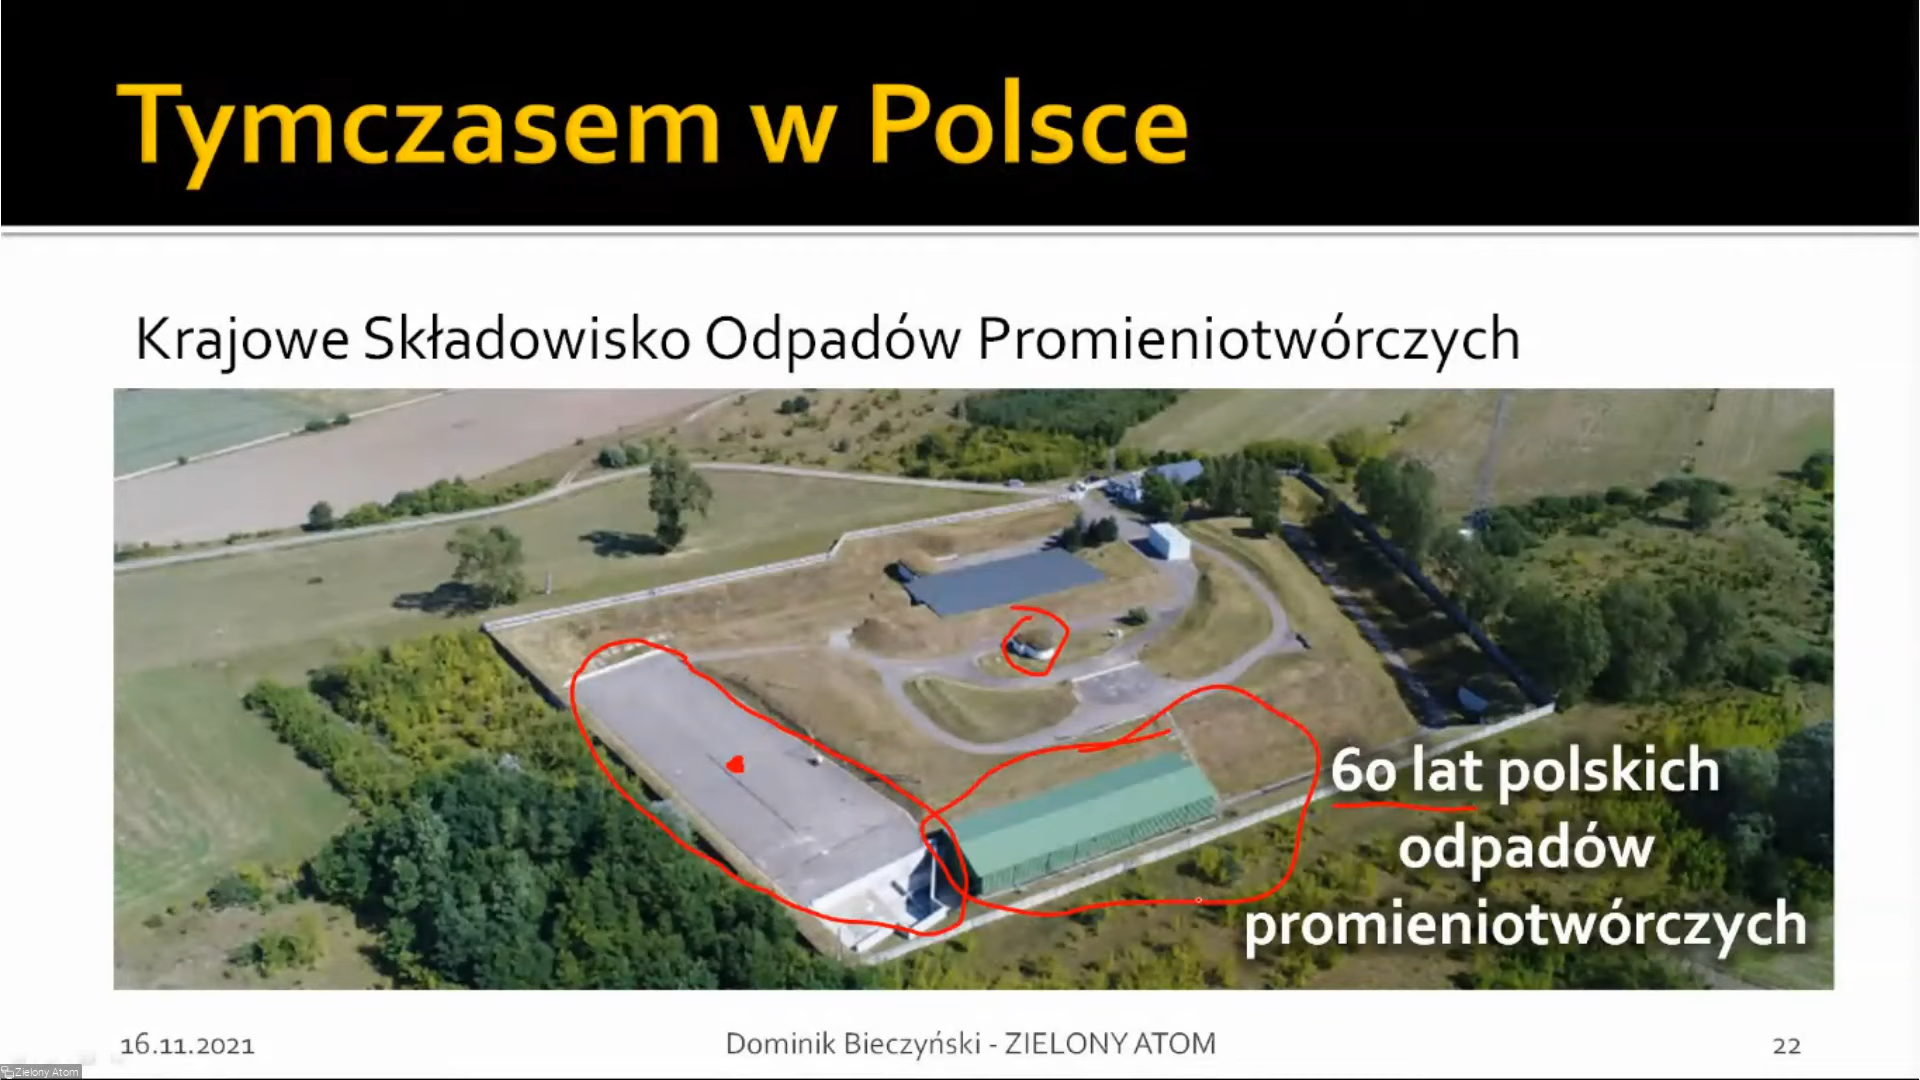 Tymczasem w Polsce
Krajowe Składowisko Odpadów Promieniotwórczych
60 lat polskich
odpadów
promieniotwórczych
16.11.2021
Dominik Bieczyński - ZIELONY ATOM
22
Zielony Atom